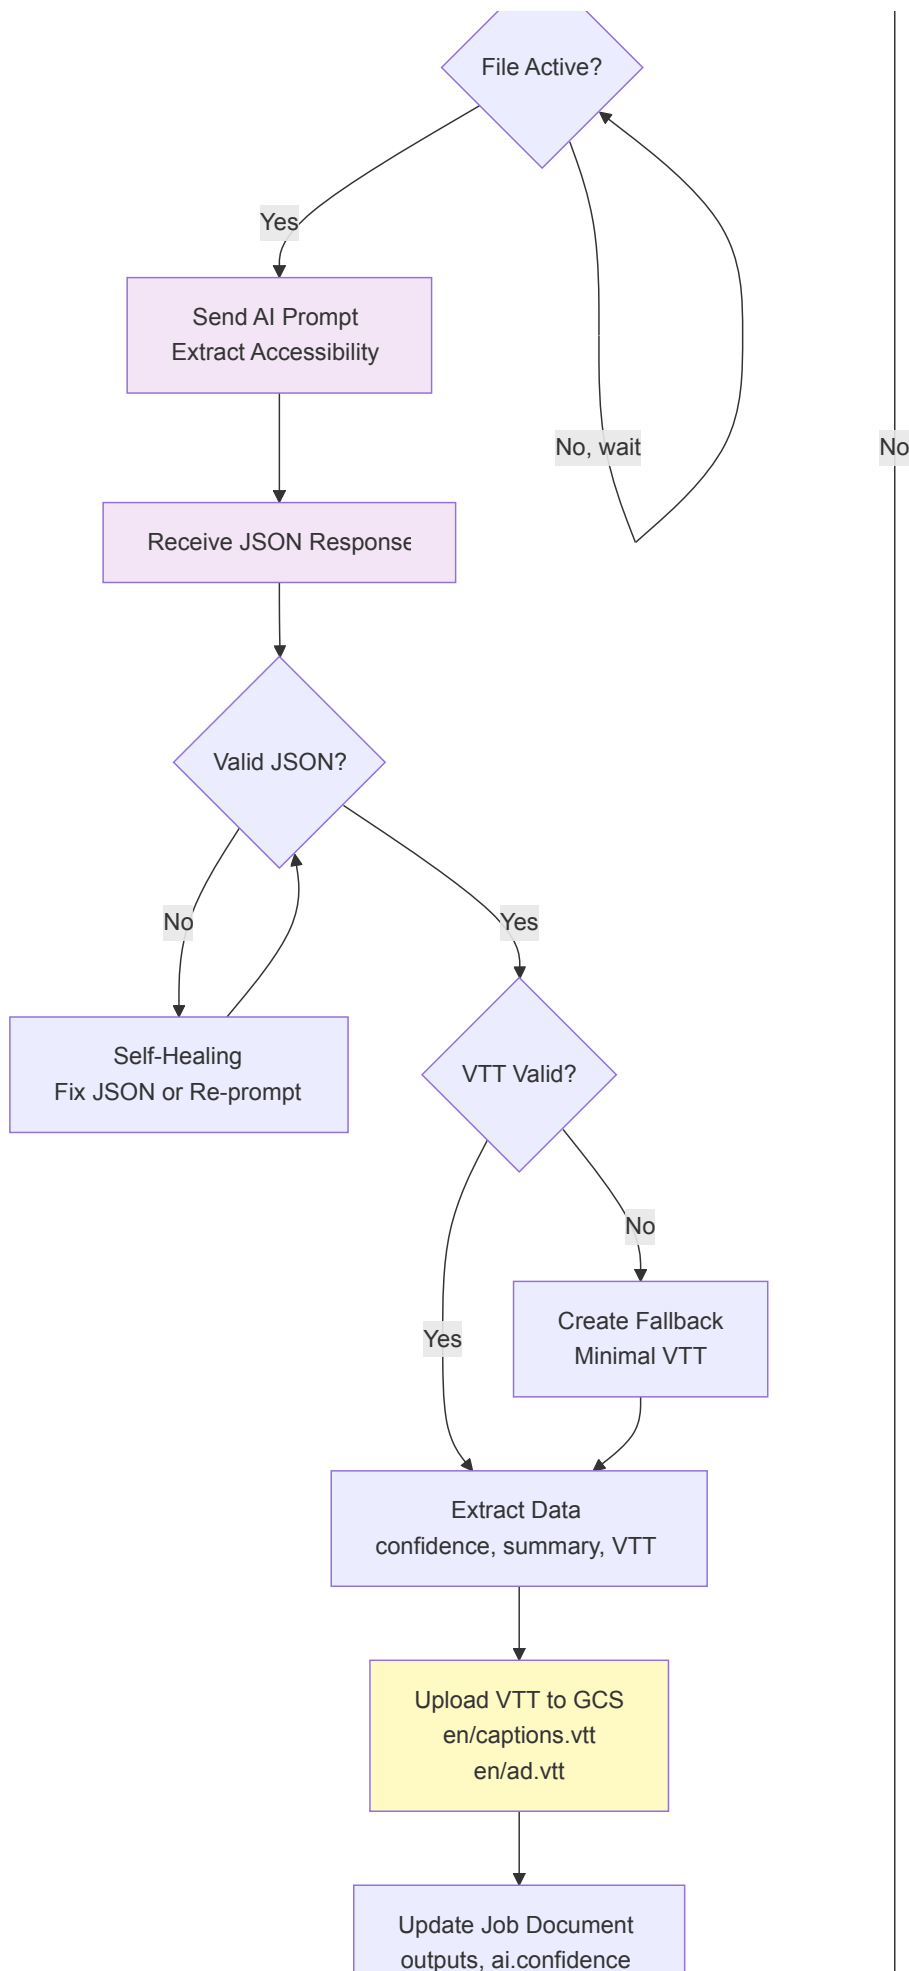 File Active?
Yes
Send AI Prompt
Extract Accessibility
No, wait
No
Receive JSON Response
Valid JSON?
No
Yes
Self-Healing
Fix JSON or Re-prompt
VTT Valid?
No
Create Fallback
Minimal VTT
Yes
Extract Data
confidence, summary, VTT
Upload VTT to GCS
en/captions.vtt
en/ad.vtt
Update Job Document
outputs, ai.confidence